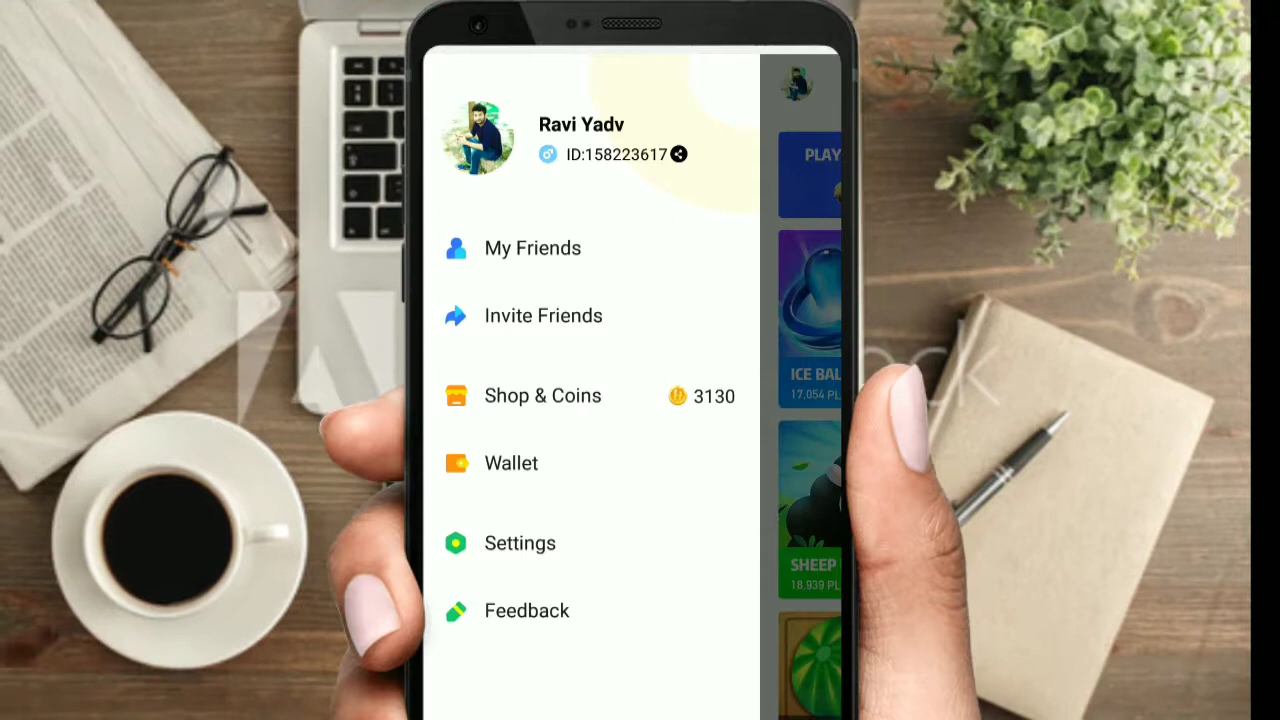 Ravi Yadv
ID:158223617
My Friends
Invite Friends
Shop & Coins 3130
Wallet
Settings
Feedback
PLAY
ICE BAL
17,054 PL
SHEEP
18,939 PL